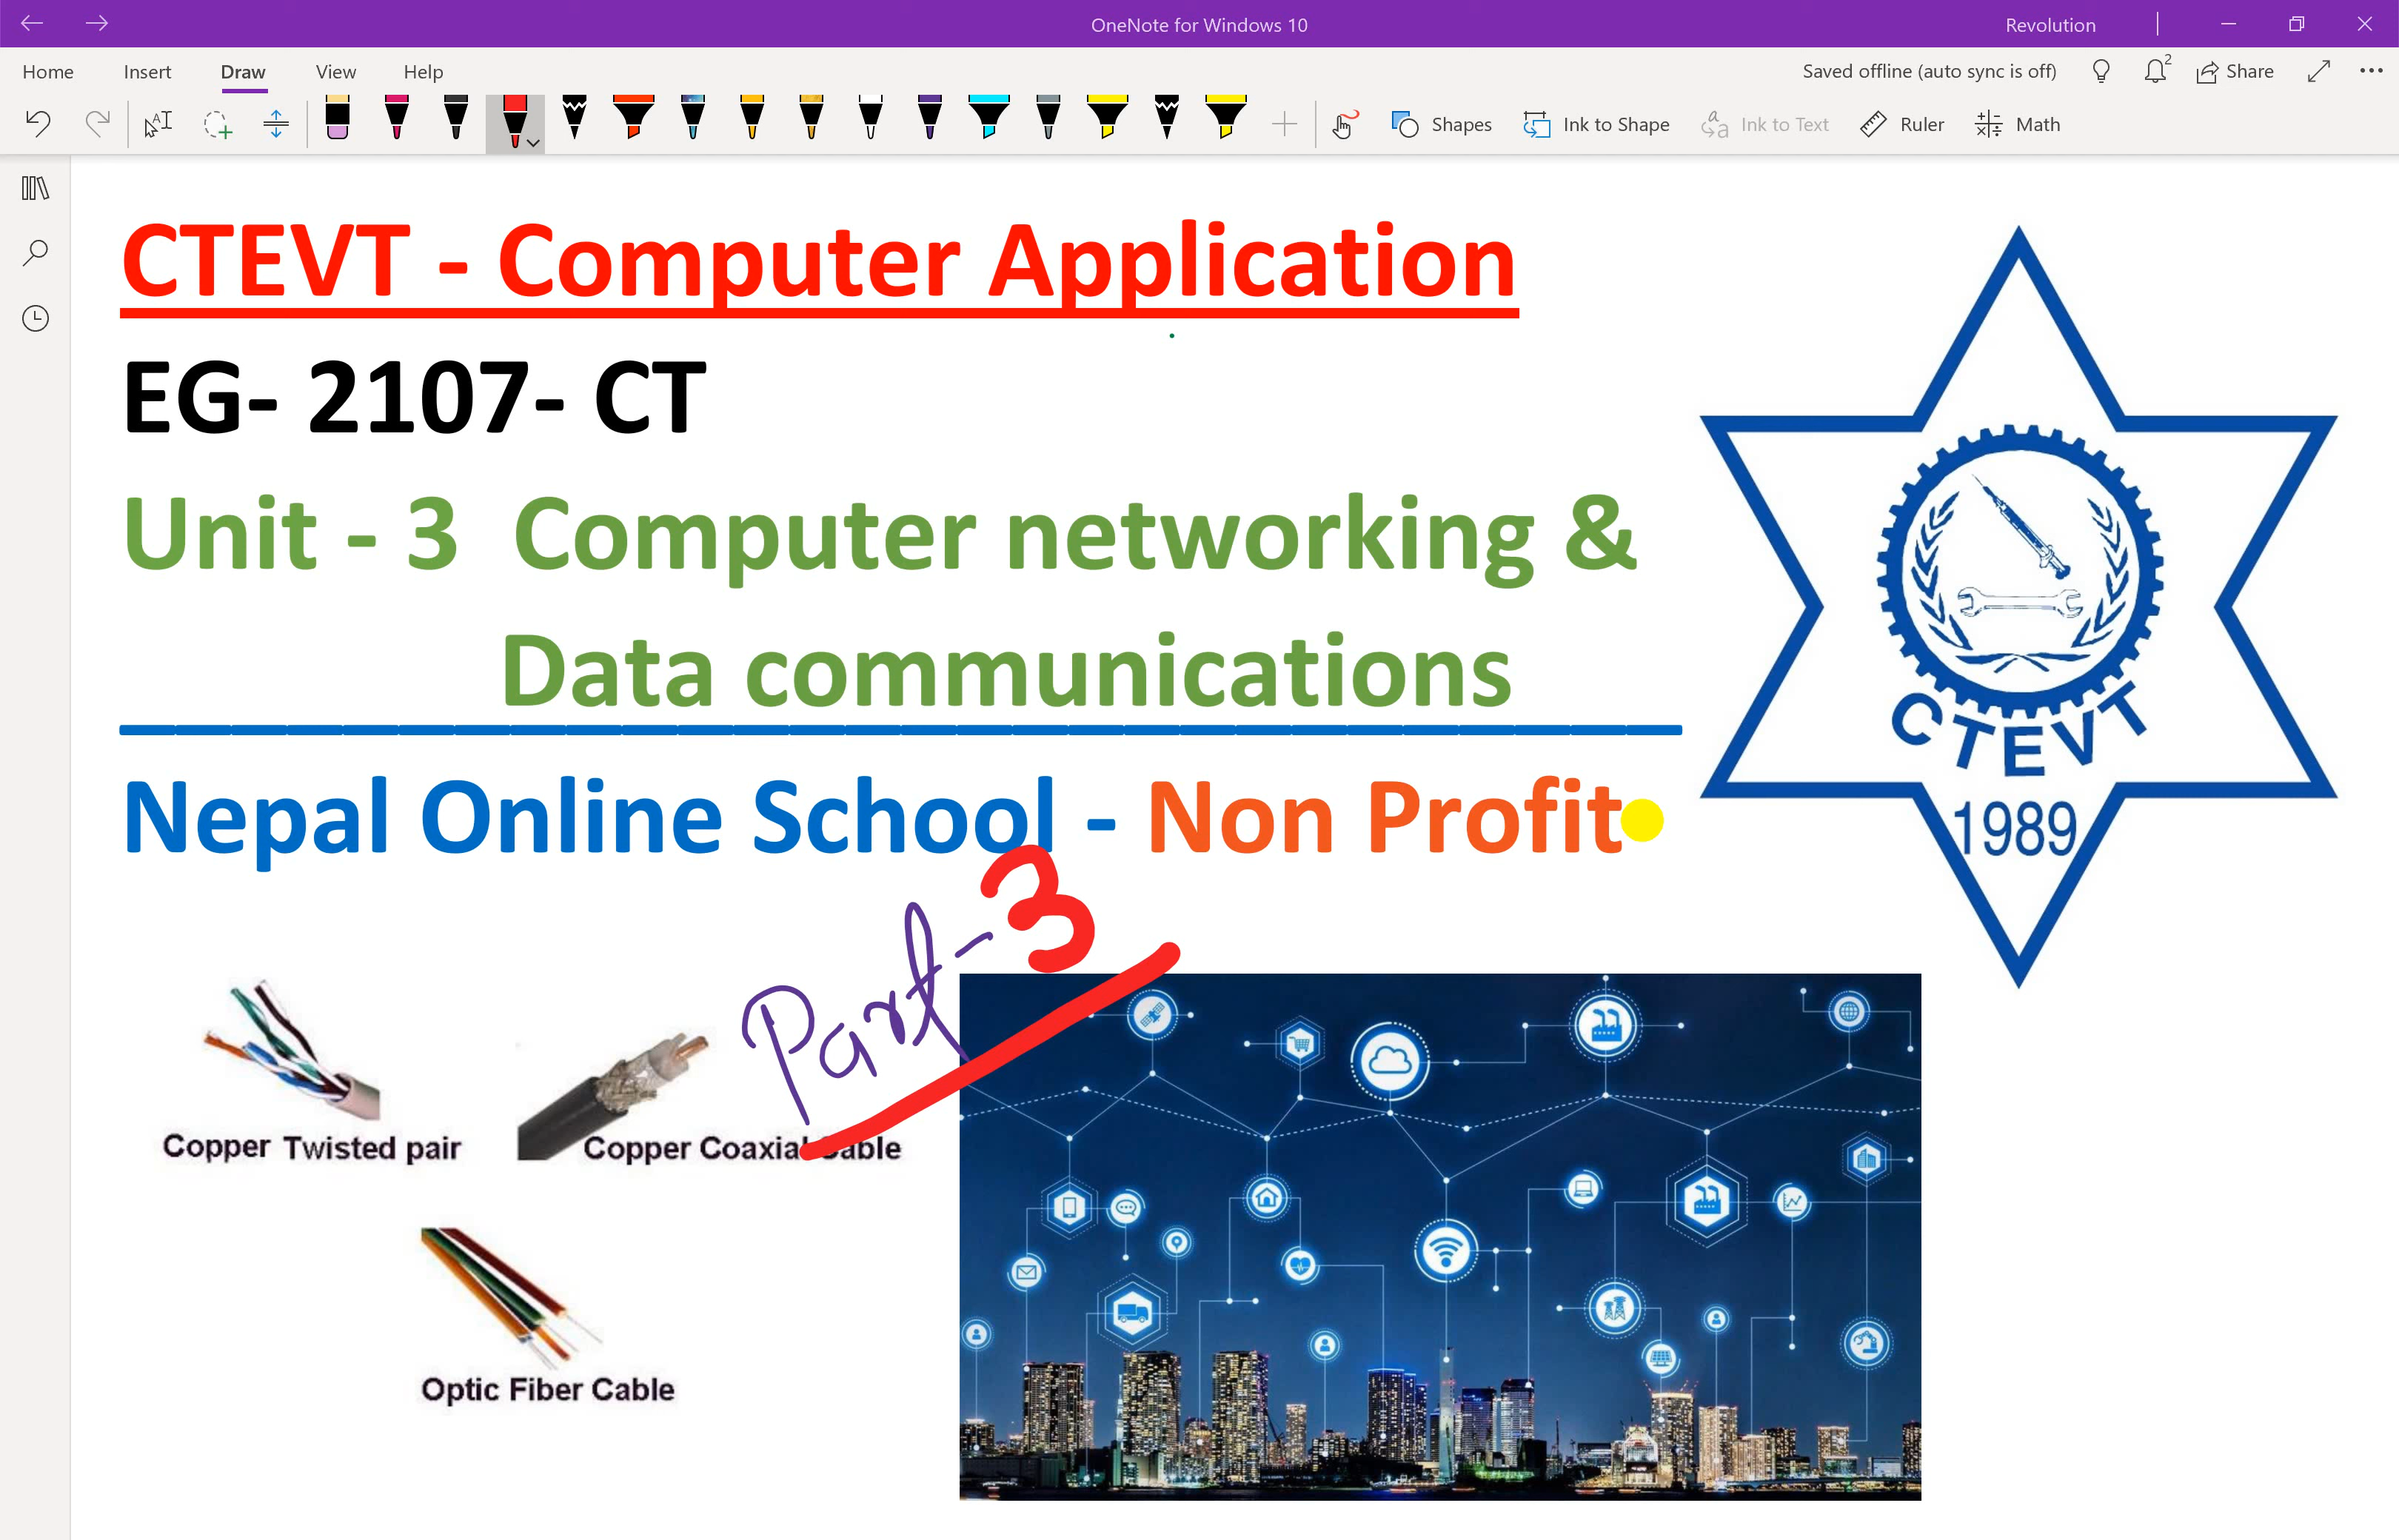 OneNote for Windows 10
Revolution
Home Insert Draw View Help
Saved offline (auto sync is off)
2
Share
Shapes
Ink to Shape
Ink to Text
Ruler
Math
CTEVT - Computer Application
EG- 2107- CT
Unit - 3 Computer networking &
Data communications
Nepal Online School - Non Profit
CTEVT
1989
Part-3
Copper Twisted pair
Copper Coaxial Cable
Optic Fiber Cable